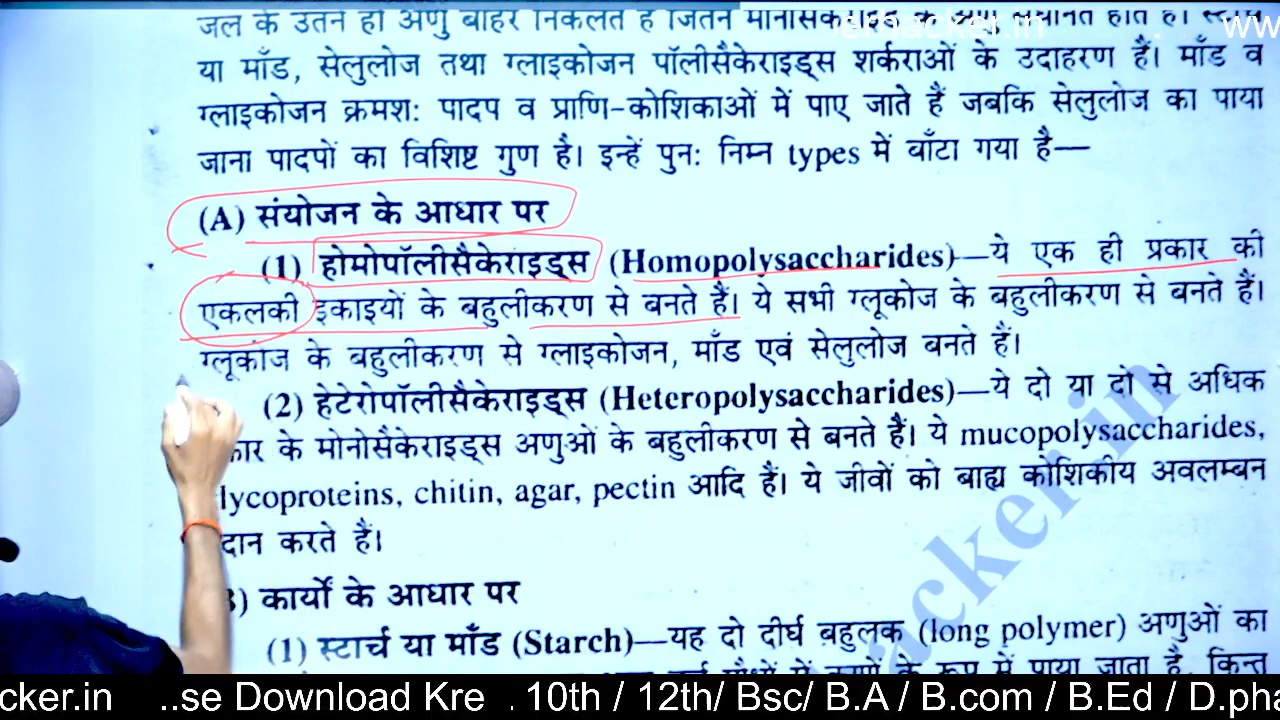 जल के उतने ही अणु बाहर निकलते हैं जितने
या माँड, सेलुलोज तथा ग्लाइकोजन पॉलीसैकेराइड्स शर्कराओं के उदाहरण हैं। माँड व
ग्लाइकोजन क्रमश: पादप व प्राणि-कोशिकाओं में पाए जाते हैं जबकि सेलुलोज का पाया
जाना पादपों का विशिष्ट गुण है। इन्हें पुन: निम्न types में बाँटा गया है—
(A) संयोजन के आधार पर
(1) होमोपॉलीसैकेराइड्स (Homopolysaccharides)—ये एक ही प्रकार की
एकलकी इकाइयों के बहुलीकरण से बनते हैं। ये सभी ग्लूकोज के बहुलीकरण से बनते हैं।
ग्लूकोज के बहुलीकरण से ग्लाइकोजन, माँड एवं सेलुलोज बनते हैं।
(2) हेटेरोपॉलीसैकेराइड्स (Heteropolysaccharides)—ये दो या दो से अधिक
कार के मोनोसैकेराइड्स अणुओं के बहुलीकरण से बनते हैं। ये mucopolysaccharides,
lycoproteins, chitin, agar, pectin आदि हैं। ये जीवों को बाह्य कोशिकीय अवलम्बन
दान करते हैं।
) कार्यों के आधार पर
(1) स्टार्च या माँड (Starch)—यह दो दीर्घ बहुलक (long polymer) अणुओं का
के रूप में पाया जाता है, किन्तु
acker.in
cker.in ..se Download Kre . 10th / 12th/ Bsc/ B.A / B.com / B.Ed / D.pha